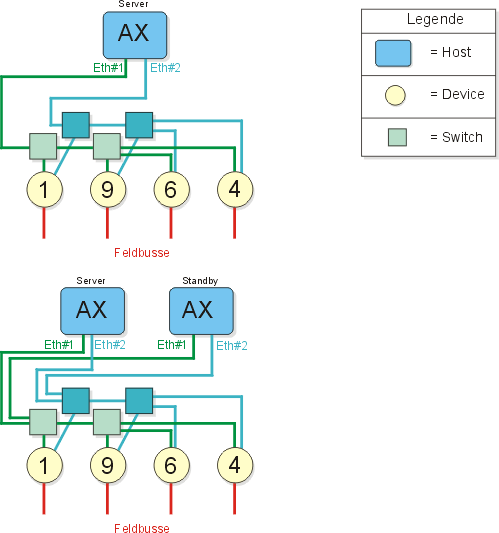 Server
AX
Eth#1 Eth#2
1 9 6 4
Feldbusse
Server Standby
AX AX
Eth#1 Eth#2 Eth#1 Eth#2
1 9 6 4
Feldbusse
Legende
= Host
= Device
= Switch